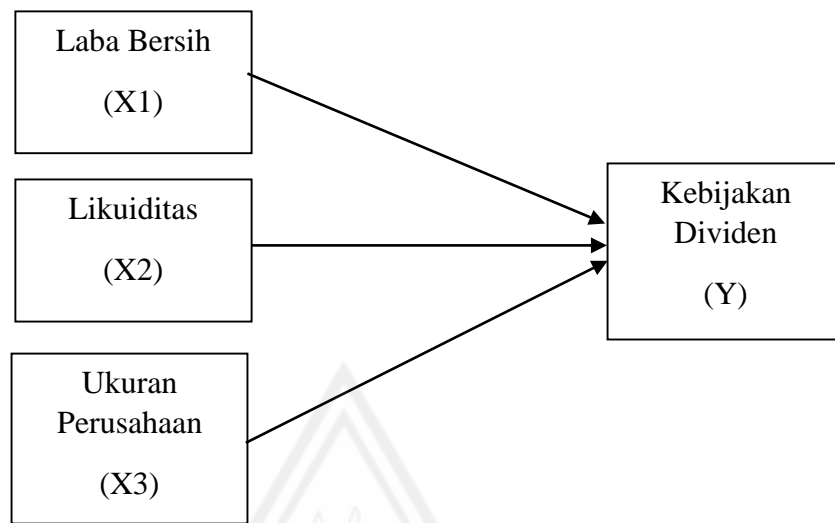 Laba Bersih
(X1)
Likuiditas
(X2)
Ukuran
Perusahaan
(X3)
Kebijakan
Dividen
(Y)